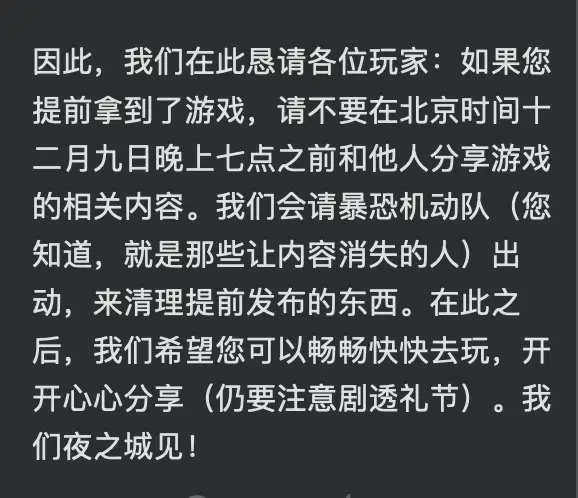 因此，我们在此恳请各位玩家：如果您
提前拿到了游戏，请不要在北京时间十
二月九日晚上七点之前和他人分享游戏
的相关内容。我们会请暴恐机动队（您
知道，就是那些让内容消失的人）出
动，来清理提前发布的东西。在此之
后，我们希望您可以畅畅快快去玩，开
开心心分享（仍要注意剧透礼节）。我
们夜之城见！